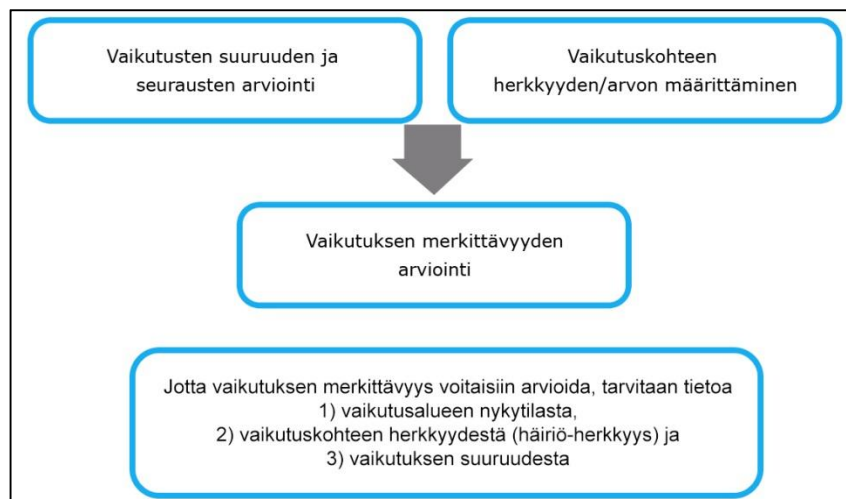 Vaikutusten suuruuden ja
seurausten arviointi
Vaikutuskohteen
herkkyyden/arvon määrittäminen
Vaikutuksen merkittävyyden
arviointi
Jotta vaikutuksen merkittävyys voitaisiin arvioida, tarvitaan tietoa
1) vaikutusalueen nykytilasta,
2) vaikutuskohteen herkkyydestä (häiriö-herkkyys) ja
3) vaikutuksen suuruudesta